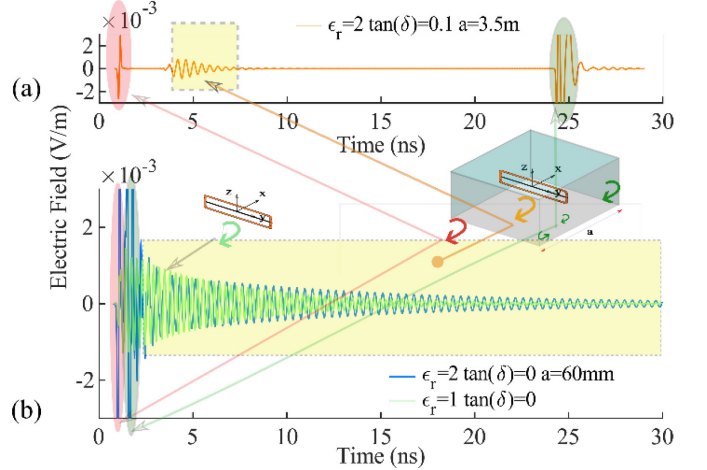 × 10⁻³
ϵᵣ=2 tan(δ)=0.1 a=3.5m
2
0
-2
(a)
0 5 10 15 20 25 30
Time (ns)
Electric Field (V/m)
× 10⁻³
z x
y
z x
y
a
2
0
-2
ϵᵣ=2 tan(δ)=0 a=60mm
ϵᵣ=1 tan(δ)=0
(b)
0 5 10 15 20 25 30
Time (ns)